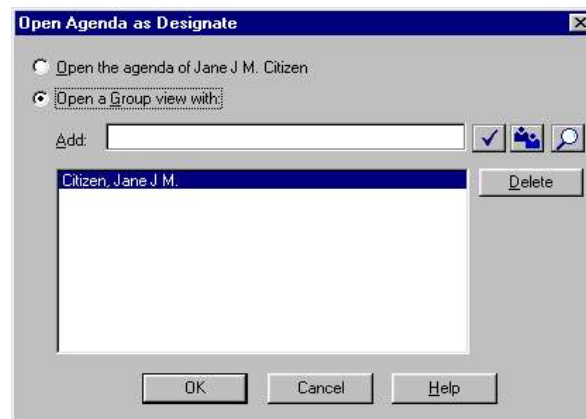 Open Agenda as Designate
Open the agenda of Jane J M. Citizen
Open a Group view with:
Add:
Citizen, Jane J M.
Delete
OK
Cancel
Help